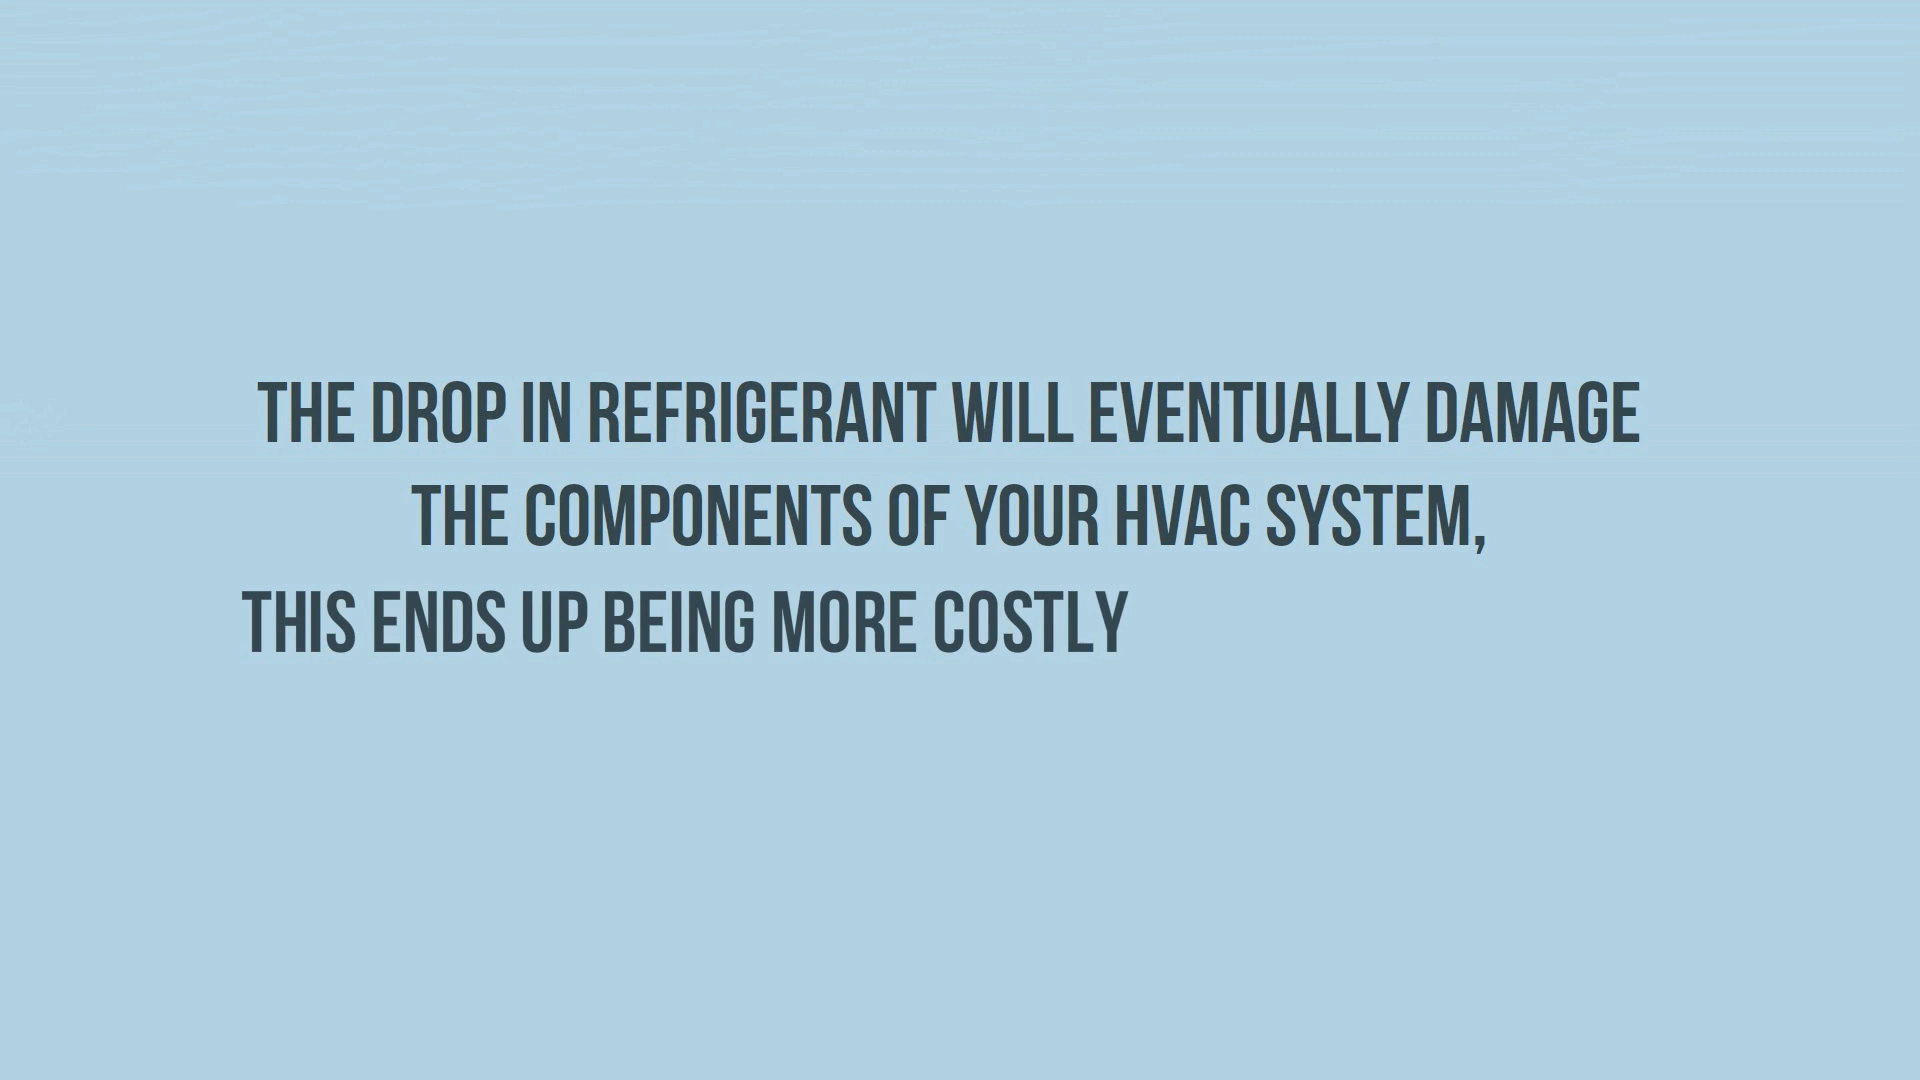 THE DROP IN REFRIGERANT WILL EVENTUALLY DAMAGE
THE COMPONENTS OF YOUR HVAC SYSTEM,
THIS ENDS UP BEING MORE COSTLY